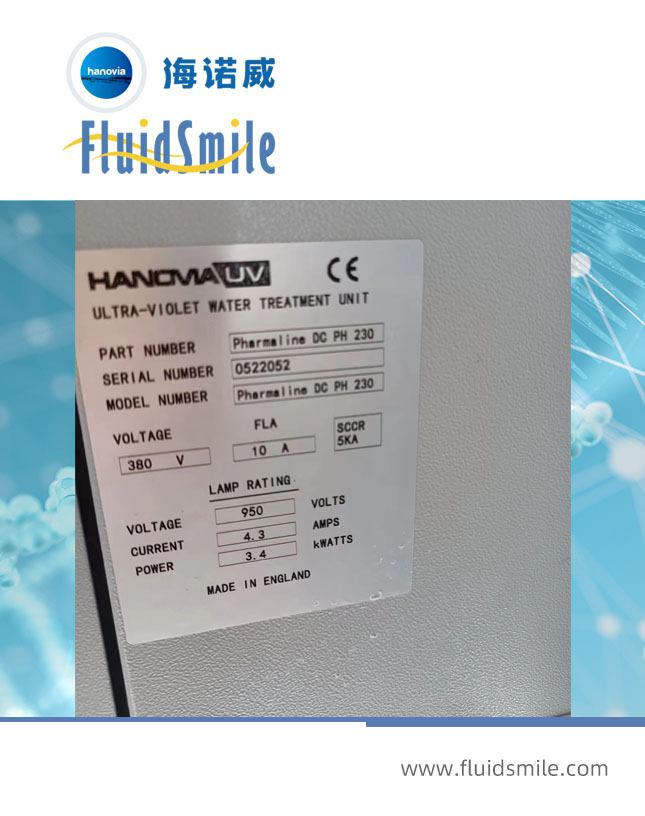 hanovia
海诺威
FluidSmile
HANOVIA UV CE
ULTRA-VIOLET WATER TREATMENT UNIT
PART NUMBER Pharmaline DC PH 230
SERIAL NUMBER 0522052
MODEL NUMBER Pharmaline DC PH 230
VOLTAGE FLA SCCR
380 V 10 A 5KA
LAMP RATING
VOLTAGE 950 VOLTS
CURRENT 4.3 AMPS
POWER 3.4 kWATTS
MADE IN ENGLAND
www.fluidsmile.com